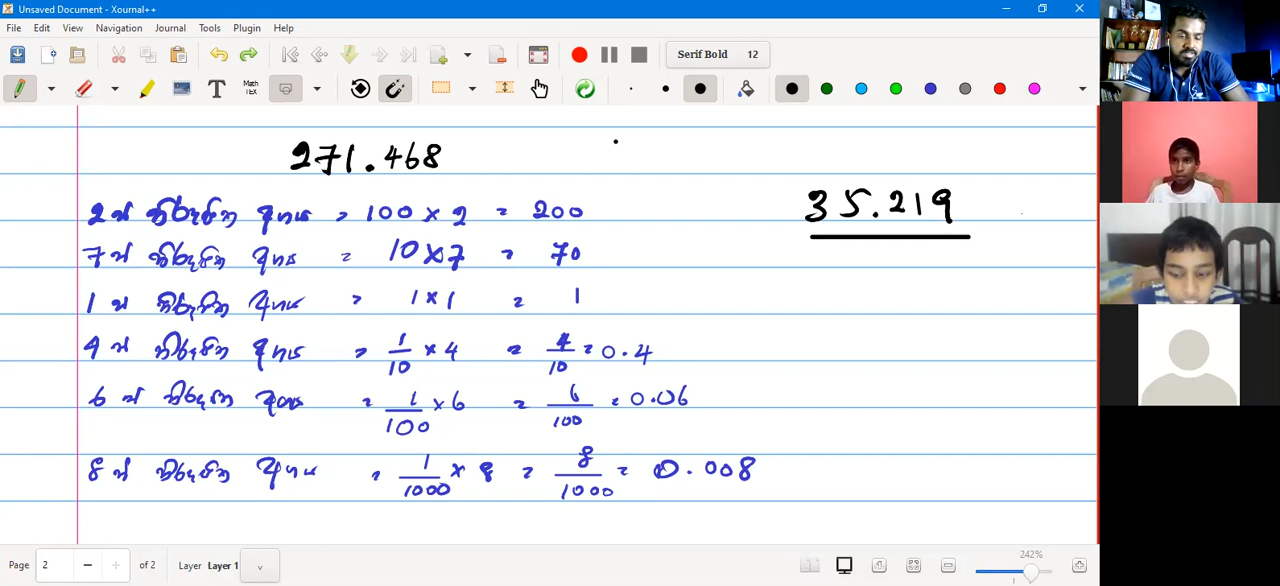 Unsaved Document - Xournal++
File Edit View Navigation Journal Tools Plugin Help
Serif Bold 12
Math TEX
271.468
35.219
2 න් නිරූපිත අගය = 100 × 2 = 200
7 න් නිරූපිත අගය = 10 × 7 = 70
1 න් නිරූපිත අගය = 1 × 1 = 1
4 න් නිරූපිත අගය = 1/10 × 4 = 4/10 = 0.4
6 න් නිරූපිත අගය = 1/100 × 6 = 6/100 = 0.06
8 න් නිරූපිත අගය = 1/1000 × 8 = 8/1000 = 0.008
Page 2 of 2 Layer Layer 1 242%